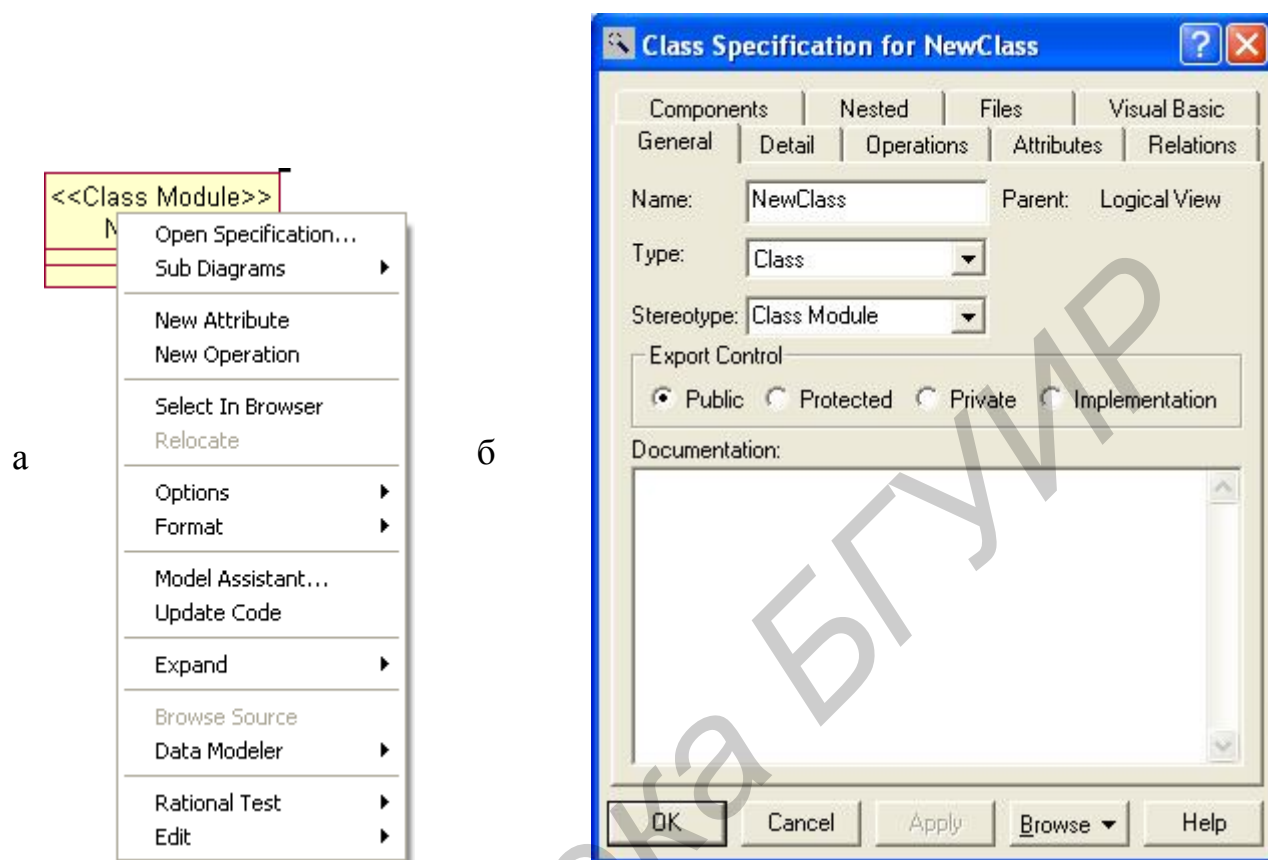 <<Class Module>>
N
Open Specification...
Sub Diagrams
New Attribute
New Operation
Select In Browser
Relocate
Options
Format
Model Assistant...
Update Code
Expand
Browse Source
Data Modeler
Rational Test
Edit
а
б
Class Specification for NewClass
Components Nested Files Visual Basic
General Detail Operations Attributes Relations
Name: NewClass Parent: Logical View
Type: Class
Stereotype: Class Module
Export Control
Public Protected Private Implementation
Documentation:
OK Cancel Apply Browse Help
ка БГУИР